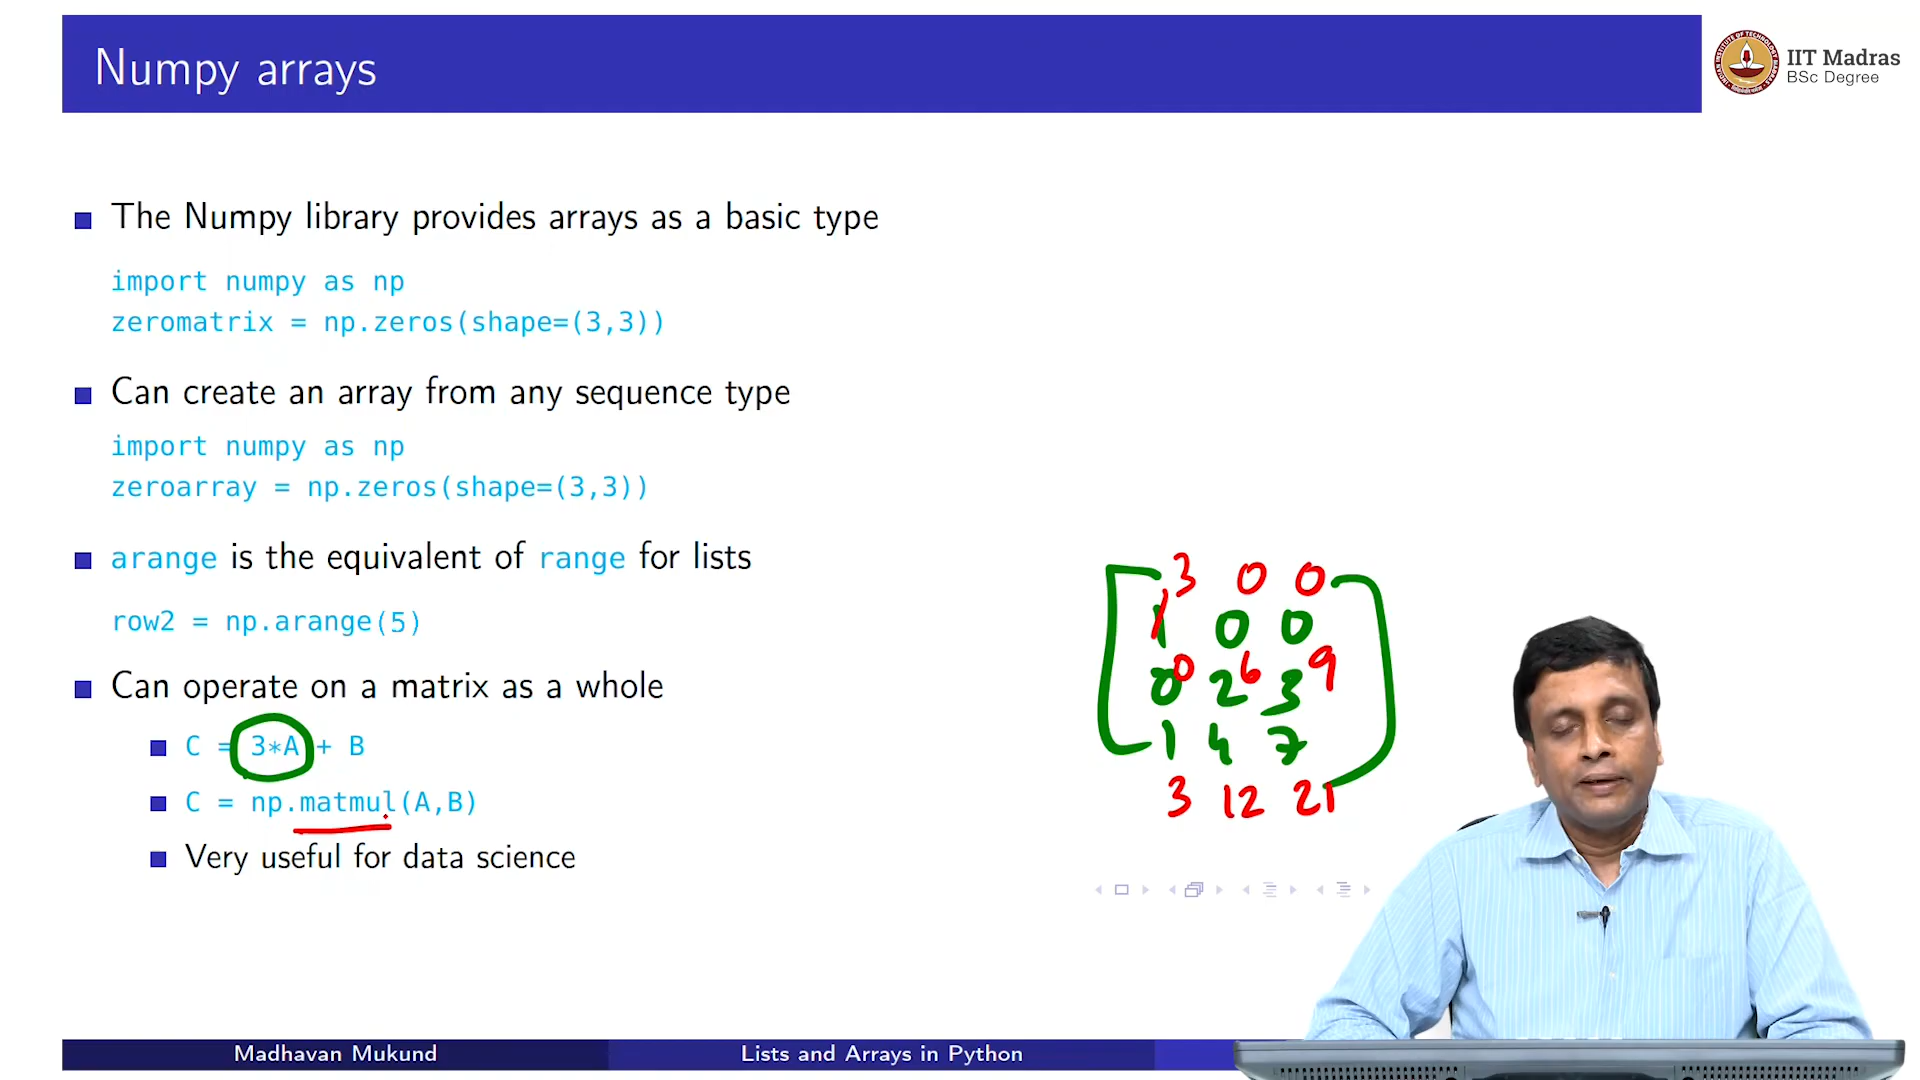 Numpy arrays
IIT Madras
BSc Degree
The Numpy library provides arrays as a basic type
import numpy as np
zeromatrix = np.zeros(shape=(3,3))
Can create an array from any sequence type
import numpy as np
zeroarray = np.zeros(shape=(3,3))
arange is the equivalent of range for lists
row2 = np.arange(5)
Can operate on a matrix as a whole
C = 3*A + B
C = np.matmul(A,B)
Very useful for data science
3 0 0
1 0 0
0 6 9
0 2 3
1 4 7
3 12 21
Madhavan Mukund
Lists and Arrays in Python